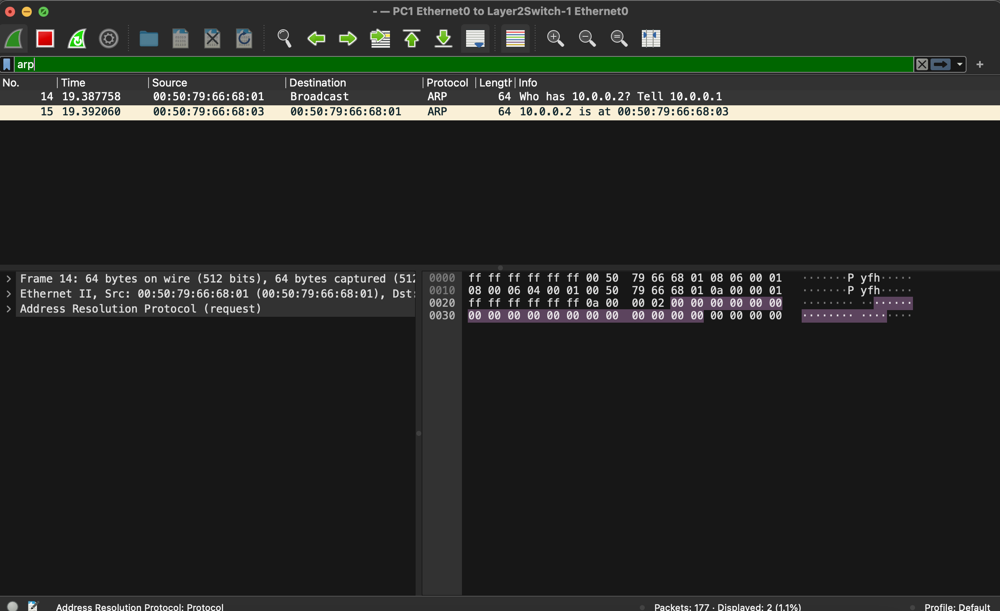 - — PC1 Ethernet0 to Layer2Switch-1 Ethernet0
arp
No. Time Source Destination Protocol Length Info
14 19.387758 00:50:79:66:68:01 Broadcast ARP 64 Who has 10.0.0.2? Tell 10.0.0.1
15 19.392060 00:50:79:66:68:03 00:50:79:66:68:01 ARP 64 10.0.0.2 is at 00:50:79:66:68:03
Frame 14: 64 bytes on wire (512 bits), 64 bytes captured (512
Ethernet II, Src: 00:50:79:66:68:01 (00:50:79:66:68:01), Dst:
Address Resolution Protocol (request)
0000 ff ff ff ff ff ff 00 50 79 66 68 01 08 06 00 01 ·······P yfh·····
0010 08 00 06 04 00 01 00 50 79 66 68 01 0a 00 00 01 ·······P yfh·····
0020 ff ff ff ff ff ff 0a 00 00 02 00 00 00 00 00 00 ········ ········
0030 00 00 00 00 00 00 00 00 00 00 00 00 00 00 00 00 ········ ········
Address Resolution Protocol: Protocol
Packets: 177 · Displayed: 2 (1.1%)
Profile: Default